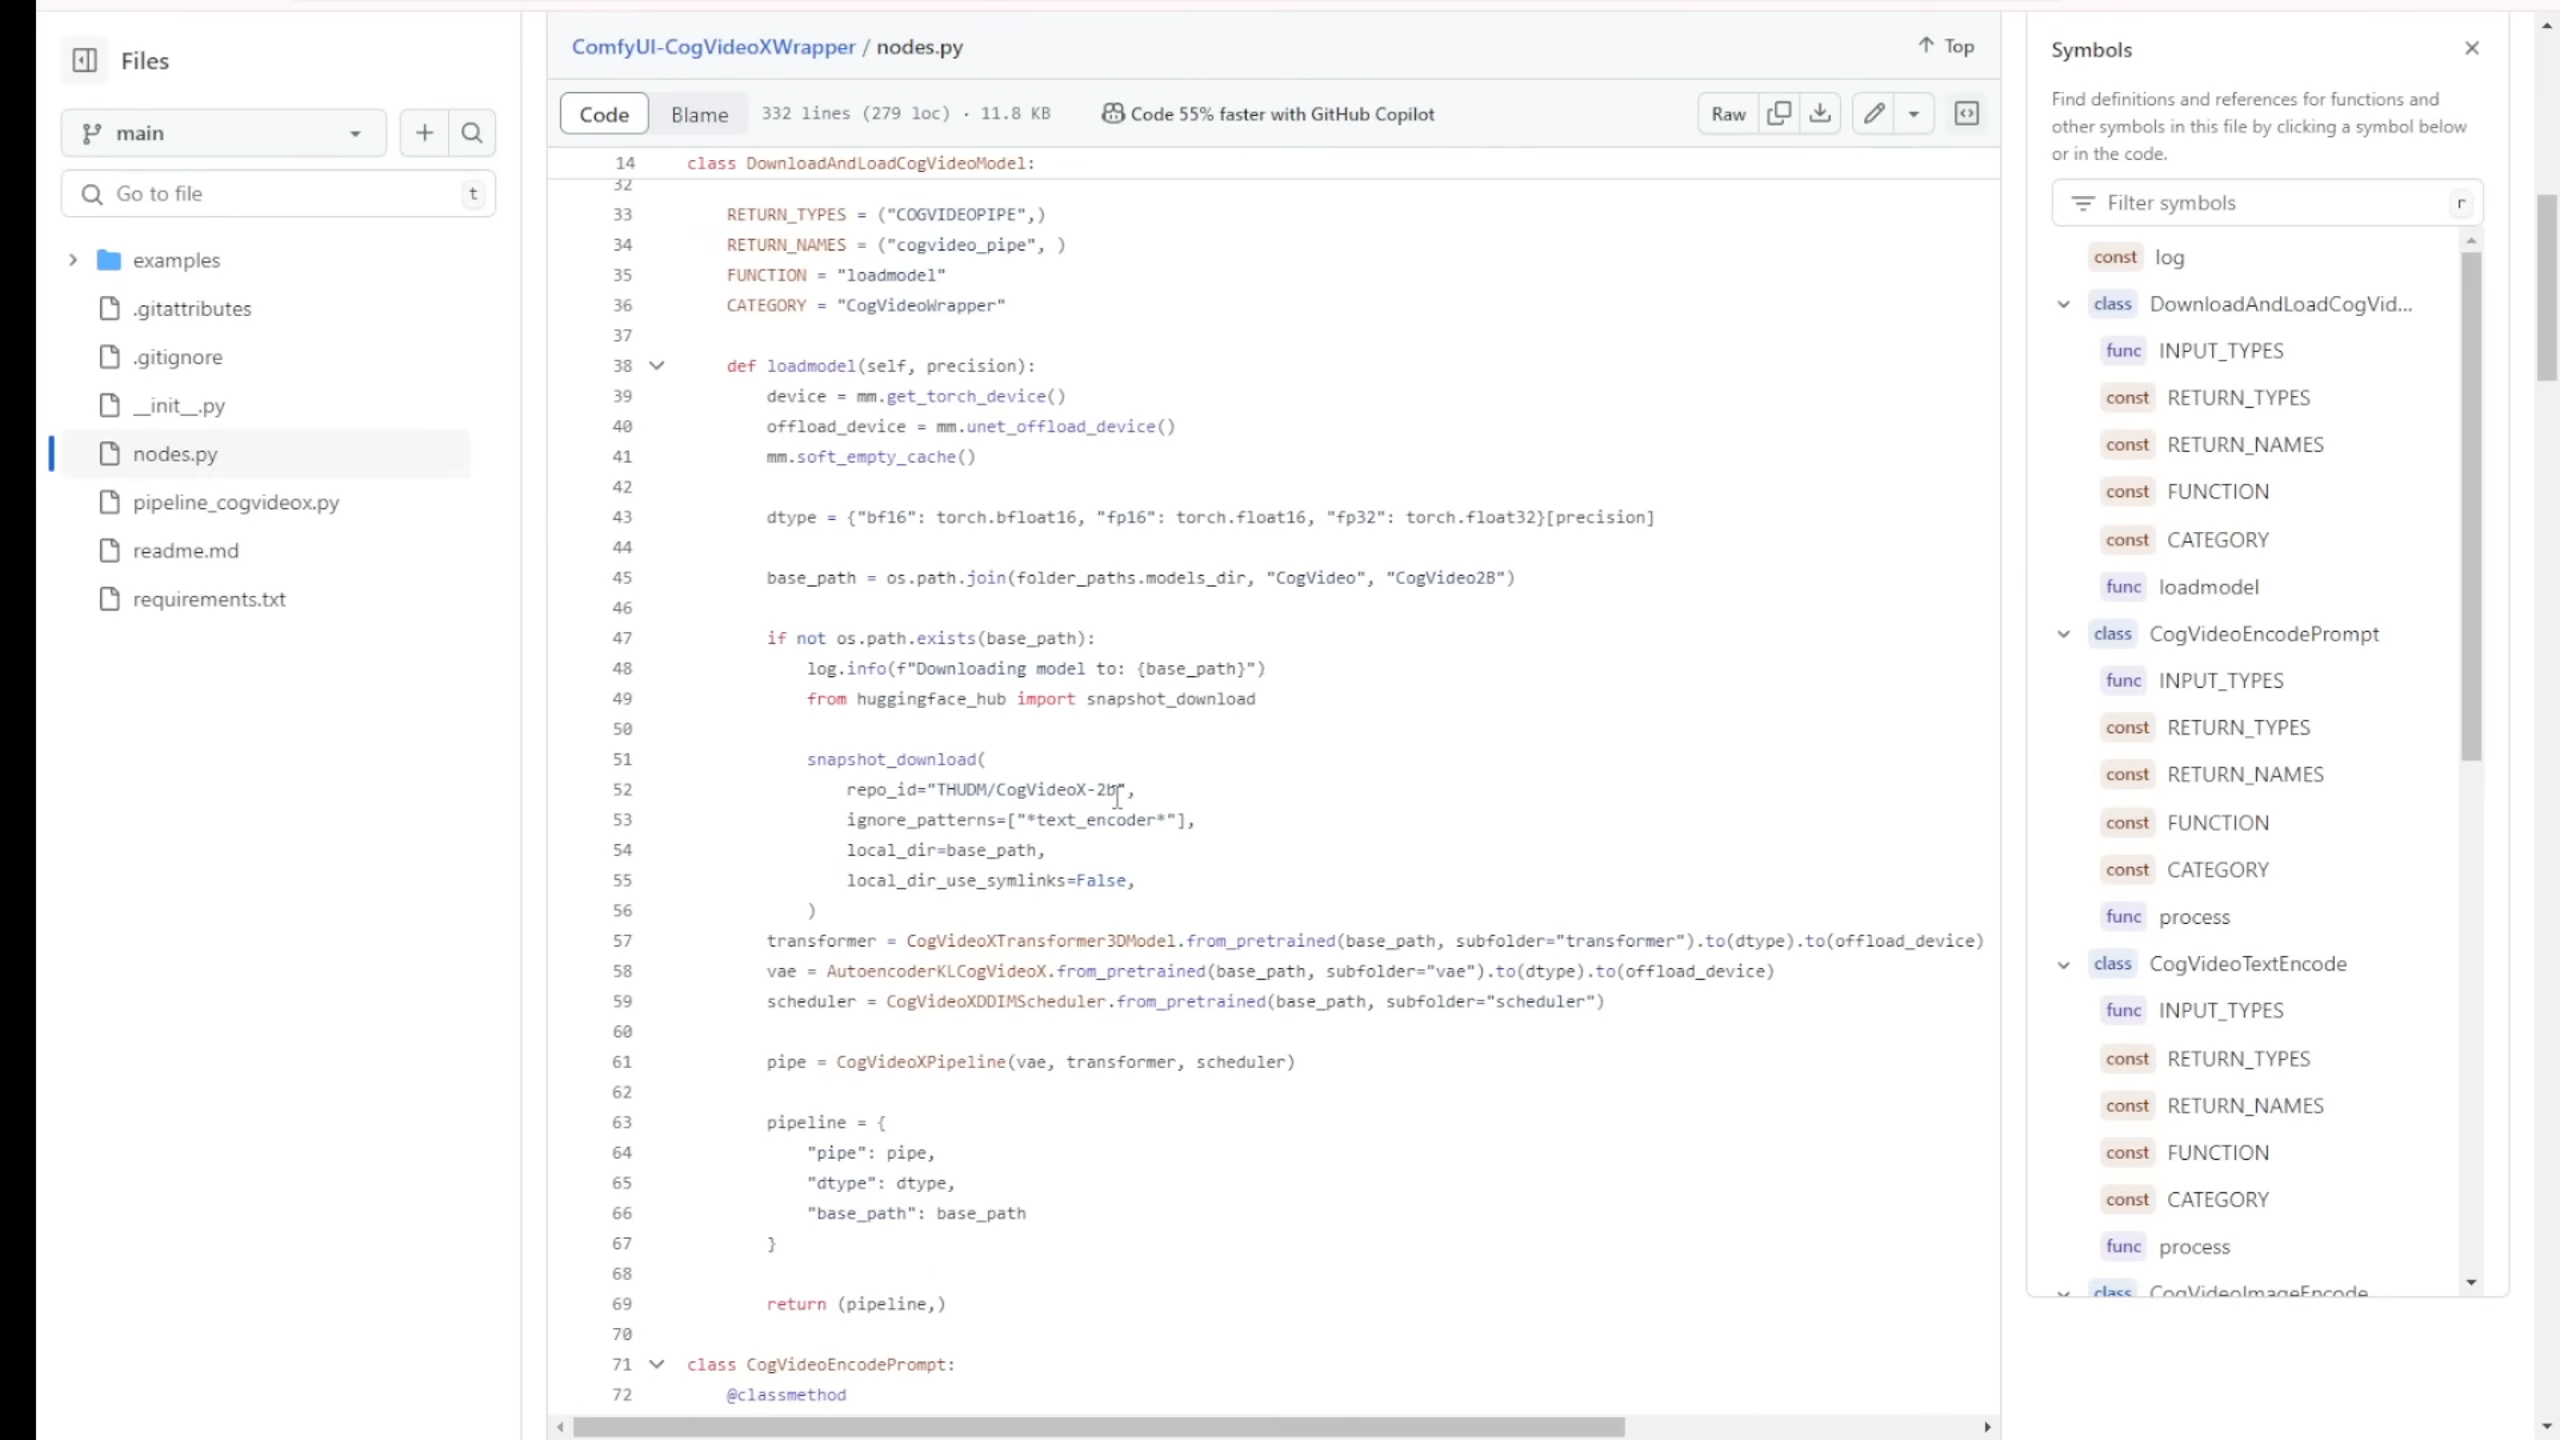 Files
main
Go to file
t
examples
.gitattributes
.gitignore
__init__.py
nodes.py
pipeline_cogvideox.py
readme.md
requirements.txt
ComfyUI-CogVideoXWrapper / nodes.py
Top
Code
Blame
332 lines (279 loc) · 11.8 KB
Code 55% faster with GitHub Copilot
Raw
14 class DownloadAndLoadCogVideoModel:
32
33 RETURN_TYPES = ("COGVIDEOPIPE",)
34 RETURN_NAMES = ("cogvideo_pipe", )
35 FUNCTION = "loadmodel"
36 CATEGORY = "CogVideoWrapper"
37
38 def loadmodel(self, precision):
39 device = mm.get_torch_device()
40 offload_device = mm.unet_offload_device()
41 mm.soft_empty_cache()
42
43 dtype = {"bf16": torch.bfloat16, "fp16": torch.float16, "fp32": torch.float32}[precision]
44
45 base_path = os.path.join(folder_paths.models_dir, "CogVideo", "CogVideo2B")
46
47 if not os.path.exists(base_path):
48 log.info(f"Downloading model to: {base_path}")
49 from huggingface_hub import snapshot_download
50
51 snapshot_download(
52 repo_id="THUDM/CogVideoX-2b",
53 ignore_patterns=["*text_encoder*"],
54 local_dir=base_path,
55 local_dir_use_symlinks=False,
56 )
57 transformer = CogVideoXTransformer3DModel.from_pretrained(base_path, subfolder="transformer").to(dtype).to(offload_device)
58 vae = AutoencoderKLCogVideoX.from_pretrained(base_path, subfolder="vae").to(dtype).to(offload_device)
59 scheduler = CogVideoXDDIMScheduler.from_pretrained(base_path, subfolder="scheduler")
60
61 pipe = CogVideoXPipeline(vae, transformer, scheduler)
62
63 pipeline = {
64 "pipe": pipe,
65 "dtype": dtype,
66 "base_path": base_path
67 }
68
69 return (pipeline,)
70
71 class CogVideoEncodePrompt:
72 @classmethod
Symbols
Find definitions and references for functions and
other symbols in this file by clicking a symbol below
or in the code.
Filter symbols
r
const log
class DownloadAndLoadCogVid...
func INPUT_TYPES
const RETURN_TYPES
const RETURN_NAMES
const FUNCTION
const CATEGORY
func loadmodel
class CogVideoEncodePrompt
func INPUT_TYPES
const RETURN_TYPES
const RETURN_NAMES
const FUNCTION
const CATEGORY
func process
class CogVideoTextEncode
func INPUT_TYPES
const RETURN_TYPES
const RETURN_NAMES
const FUNCTION
const CATEGORY
func process
class CogVideoImageEncode